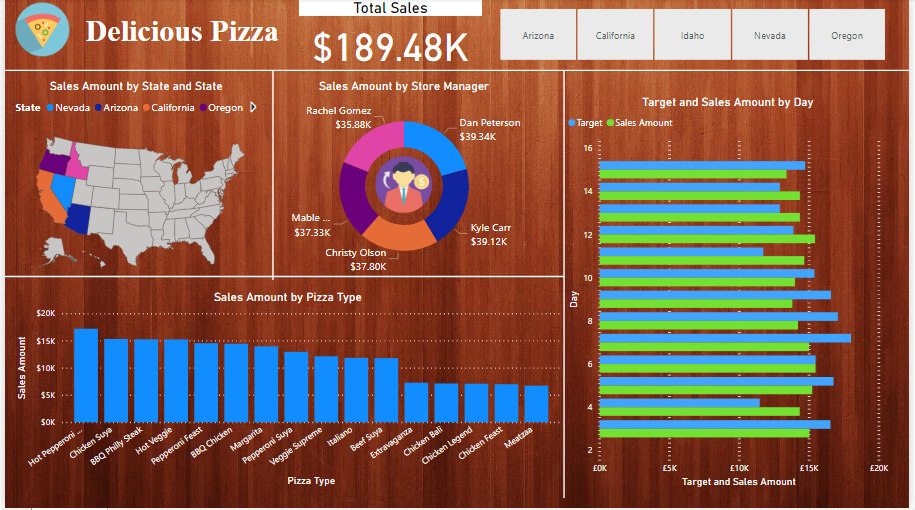 Delicious Pizza
Total Sales
$189.48K
Arizona
California
Idaho
Nevada
Oregon
Sales Amount by State and State
State Nevada Arizona California Oregon
Sales Amount by Store Manager
Rachel Gomez
$35.88K
Dan Peterson
$39.34K
Mable ...
$37.33K
Kyle Carr
$39.12K
Christy Olson
$37.80K
Target and Sales Amount by Day
Target Sales Amount
16
14
12
10
8
6
4
2
Day
£0K
£5K
£10K
£15K
£20K
Target and Sales Amount
Sales Amount by Pizza Type
$20K
$15K
$10K
$5K
$0K
Sales Amount
Hot Pepperoni ...
Chicken Suya
BBQ Philly Steak
Hot Veggie
Pepperoni Feast
BBQ Chicken
Margarita
Pepperoni Suya
Veggie Supreme
Italiano
Beef Suya
Extravaganza
Chicken Bali
Chicken Legend
Chicken Feast
Meatzaa
Pizza Type